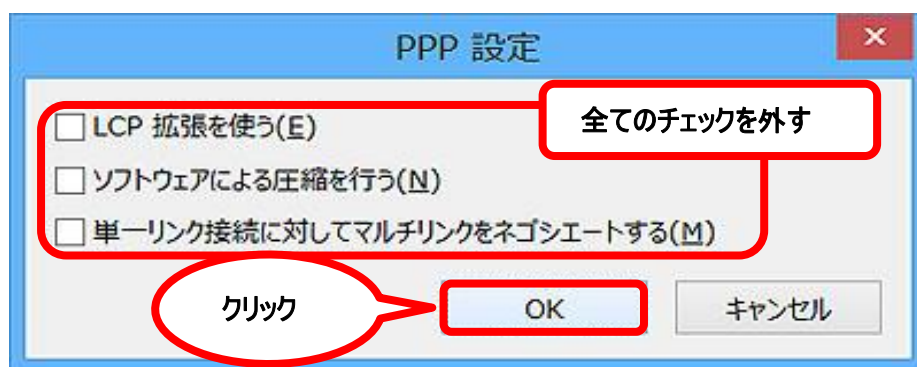 PPP 設定
LCP 拡張を使う(E)
全てのチェックを外す
ソフトウェアによる圧縮を行う(N)
単一リンク接続に対してマルチリンクをネゴシエートする(M)
クリック
OK
キャンセル